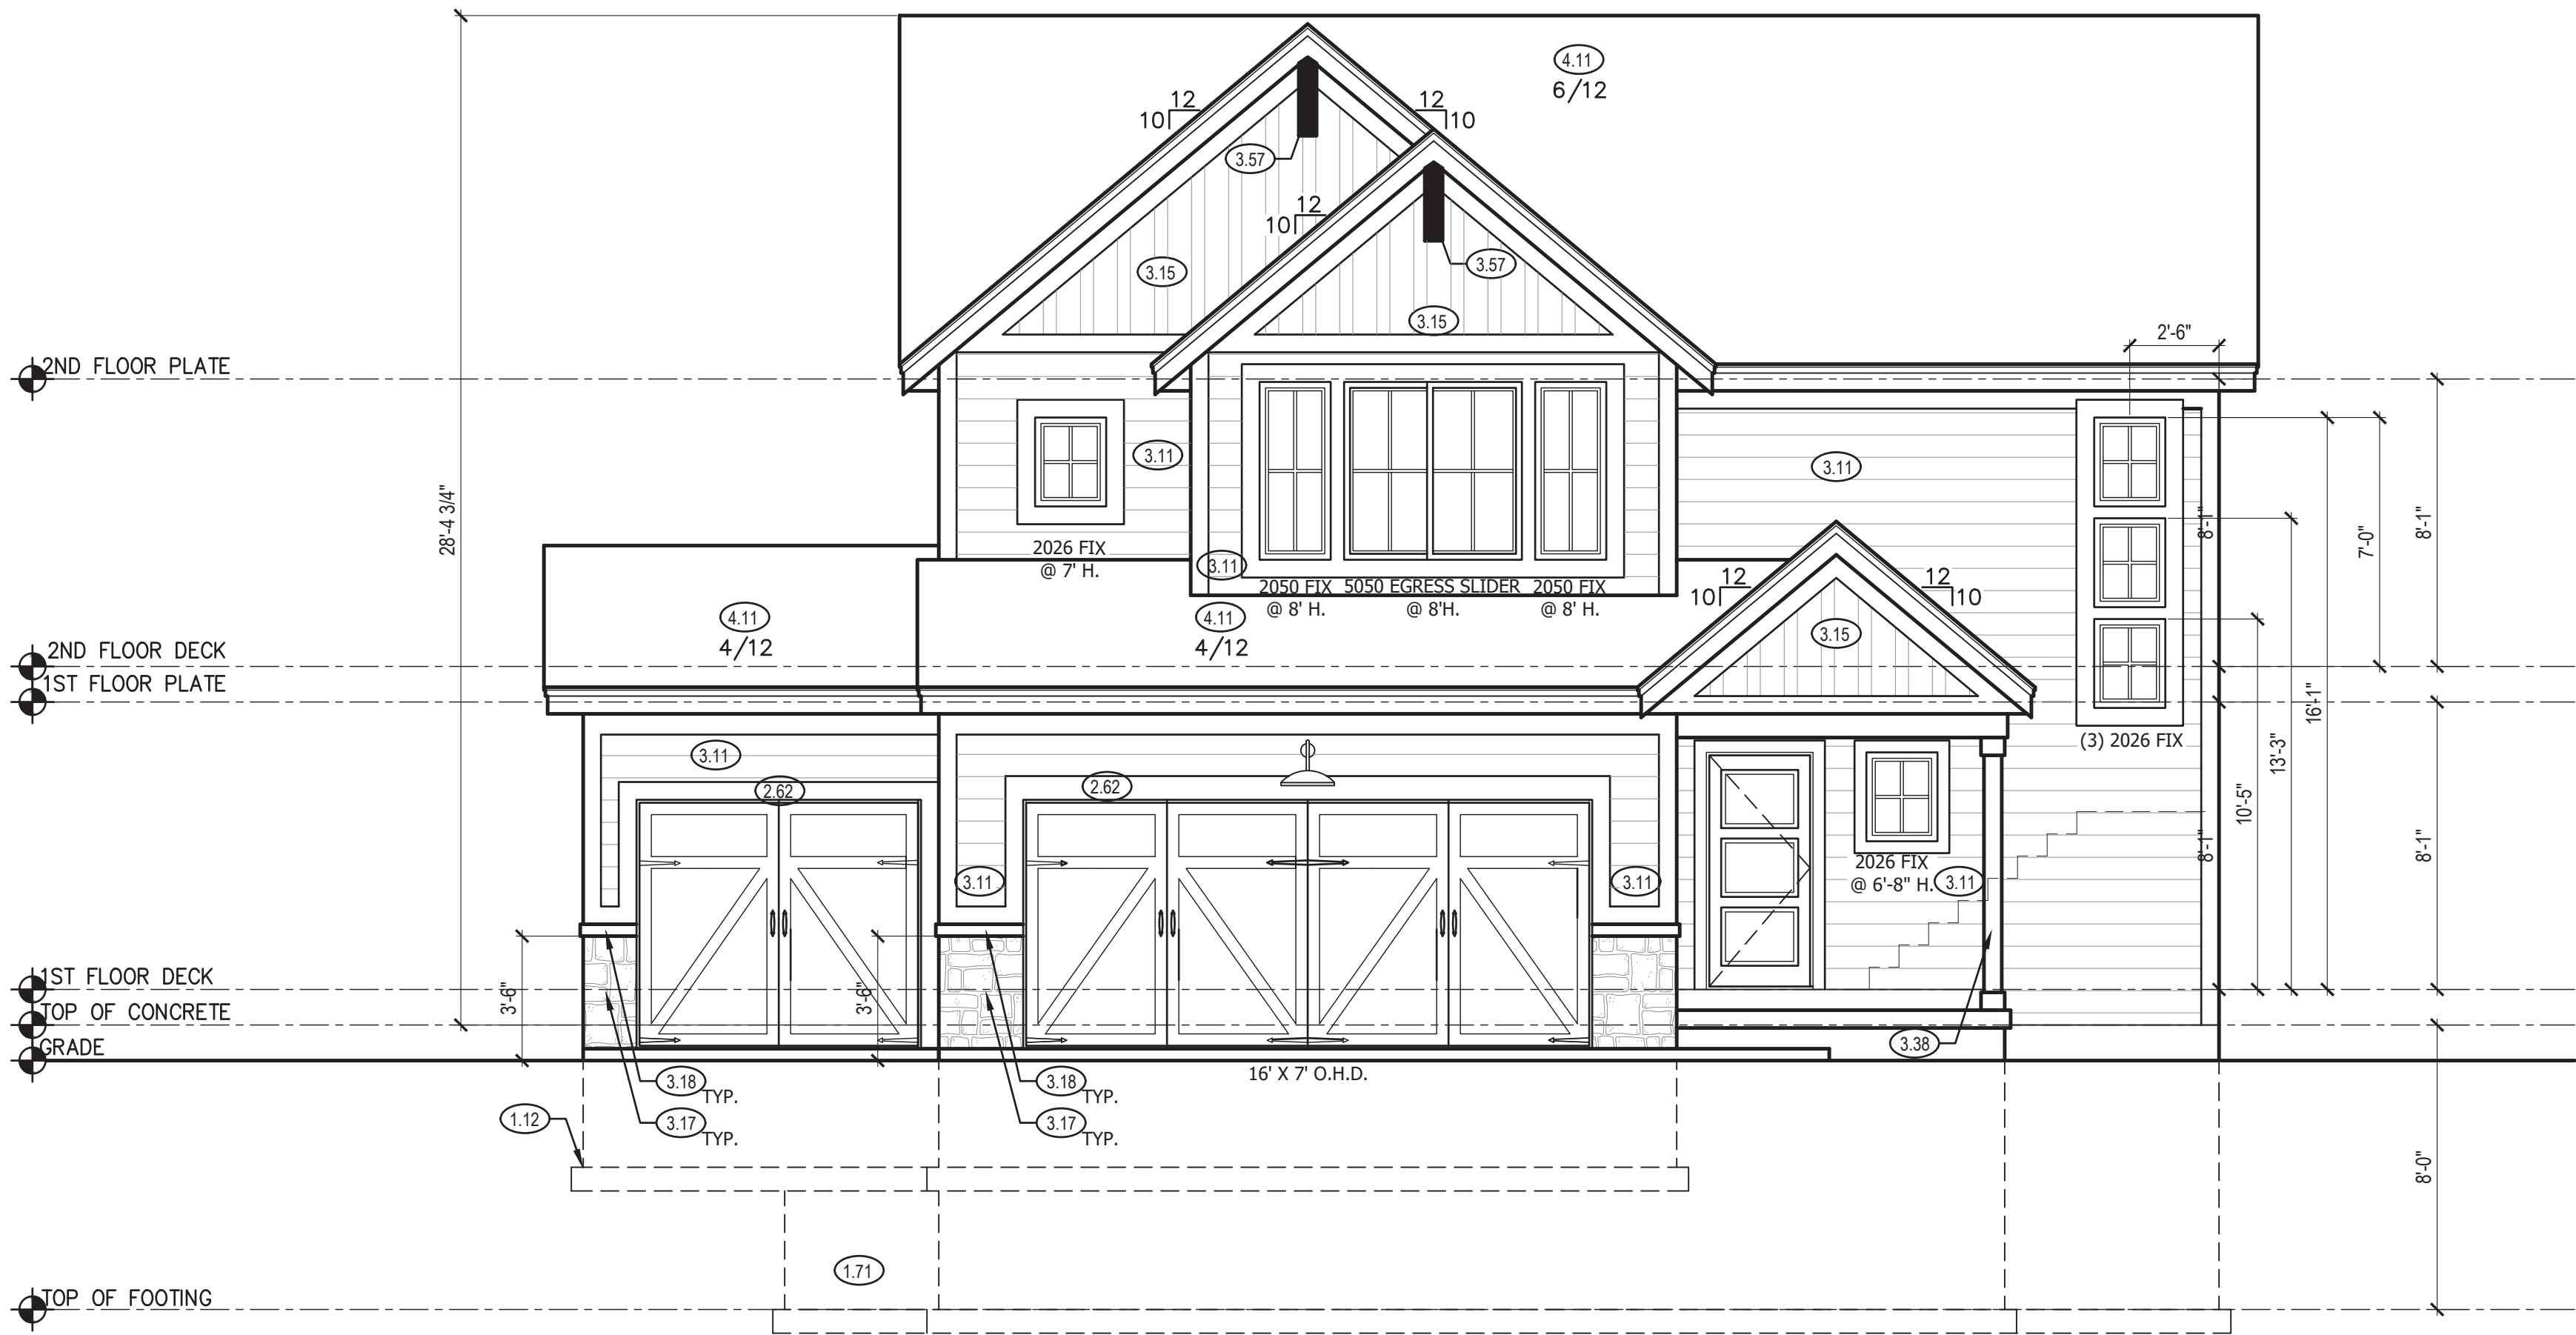 4.11
6/12
12
10
12
10
3.57
12
10
3.57
3.15
3.15
2'-6"
2ND FLOOR PLATE
3.11
3.11
28'-4 3/4"
8'-1"
7'-0"
8'-1"
2026 FIX
@ 7' H.
3.11
2050 FIX
@ 8' H.
5050 EGRESS SLIDER
@ 8'H.
2050 FIX
@ 8' H.
12
10
12
10
4.11
4/12
4.11
4/12
3.15
2ND FLOOR DECK
1ST FLOOR PLATE
16'-1"
(3) 2026 FIX
13'-3"
3.11
2.62
2.62
10'-5"
8'-1"
8'-1"
2026 FIX
@ 6'-8" H.
3.11
3.11
3.11
1ST FLOOR DECK
3'-6"
3'-6"
TOP OF CONCRETE
GRADE
3.38
16' X 7' O.H.D.
3.18
TYP.
3.18
TYP.
1.12
3.17
TYP.
3.17
TYP.
8'-0"
1.71
TOP OF FOOTING